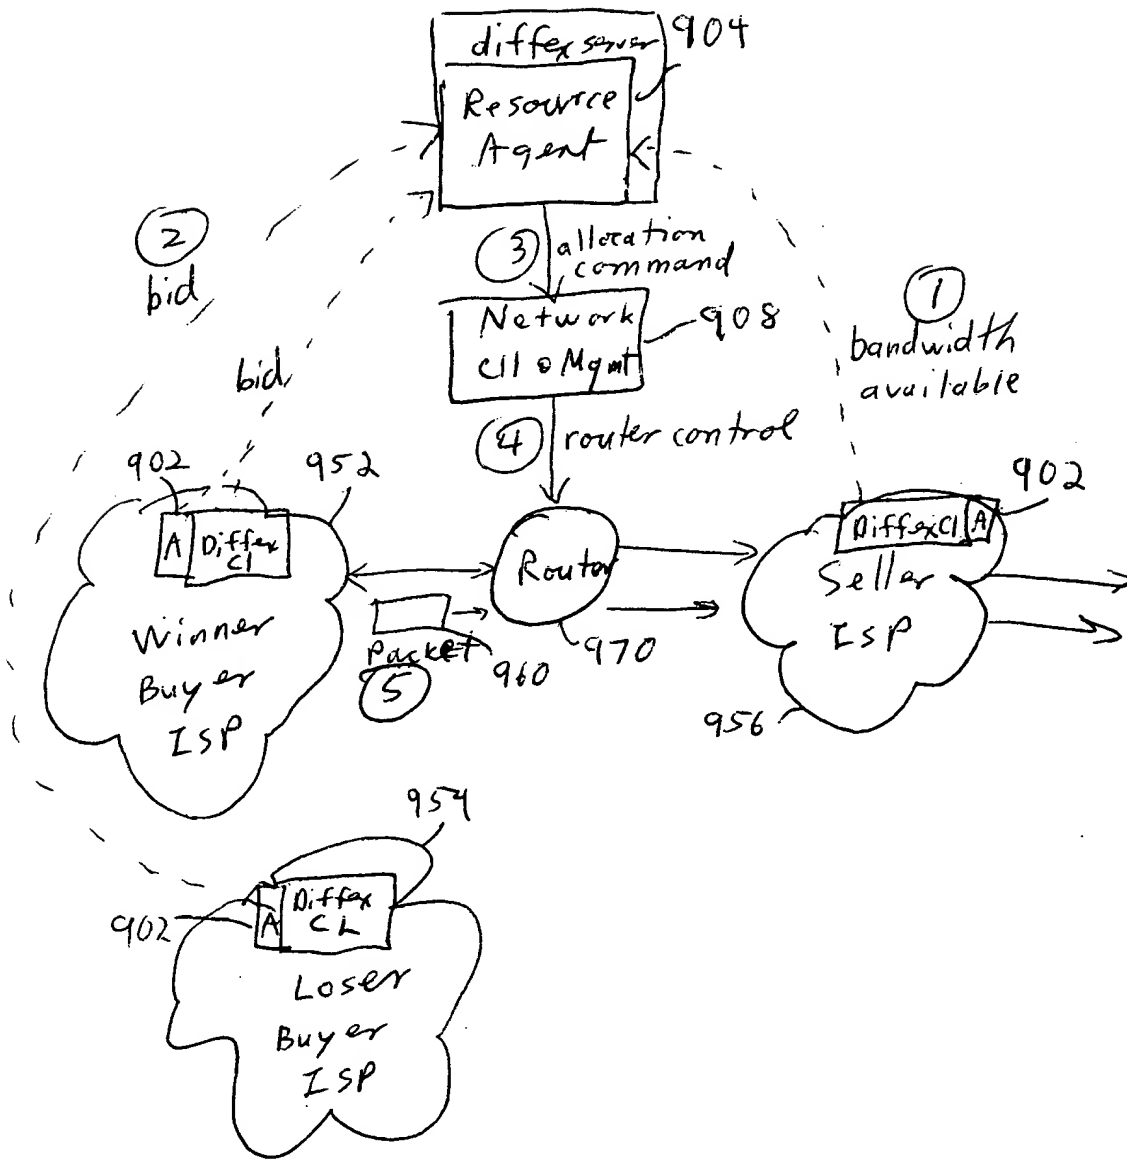 diffex server
904
Resource
Agent
2
bid
3
allocation
command
1
bandwidth
available
Network
908
Ctl & Mgmt
bid
4
router control
902
952
902
A
Diffex
Cl
DiffexCl
A
Router
Seller
ISP
Winner
Buyer
ISP
Packet
960
970
5
956
954
902
A
Diffex
CL
Loser
Buyer
ISP